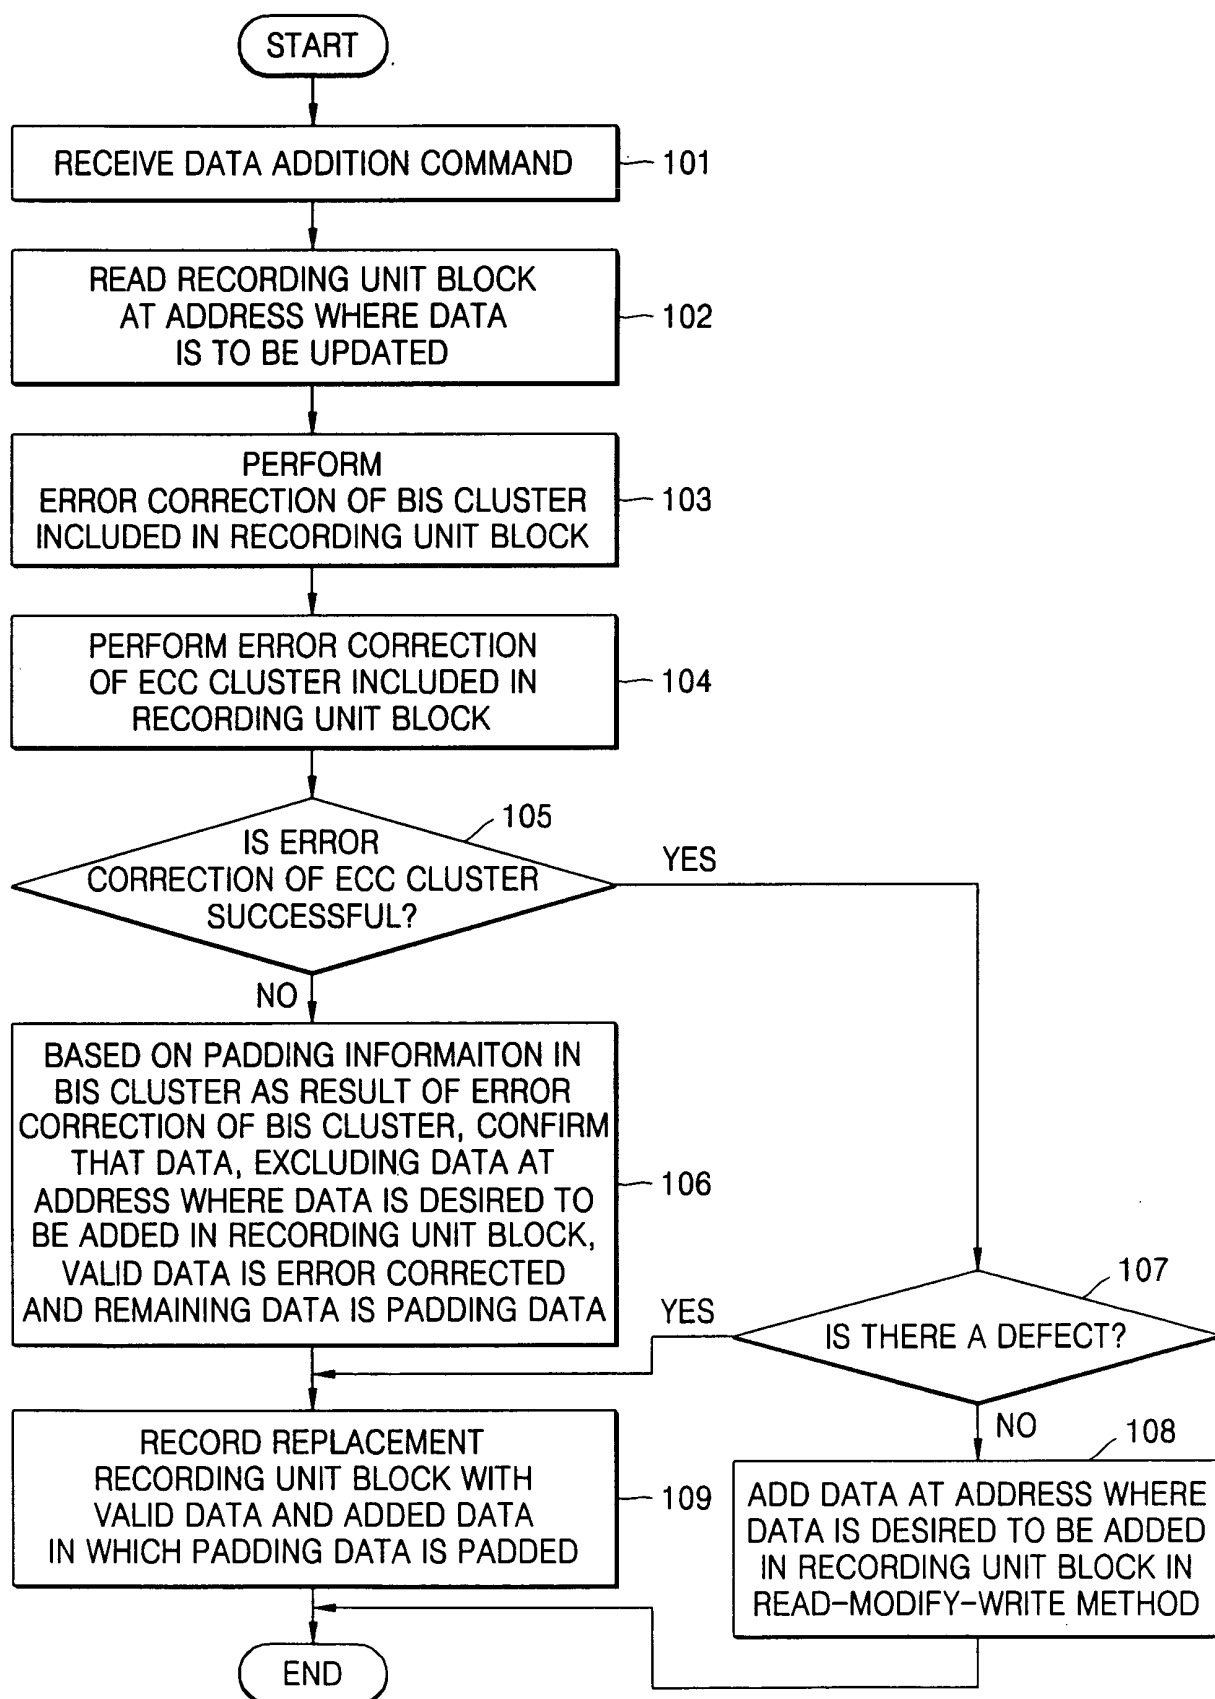 START
RECEIVE DATA ADDITION COMMAND
101
READ RECORDING UNIT BLOCK
AT ADDRESS WHERE DATA
IS TO BE UPDATED
102
PERFORM
ERROR CORRECTION OF BIS CLUSTER
INCLUDED IN RECORDING UNIT BLOCK
103
PERFORM ERROR CORRECTION
OF ECC CLUSTER INCLUDED IN
RECORDING UNIT BLOCK
104
105
IS ERROR
CORRECTION OF ECC CLUSTER
SUCCESSFUL?
YES
NO
BASED ON PADDING INFORMAITON IN
BIS CLUSTER AS RESULT OF ERROR
CORRECTION OF BIS CLUSTER, CONFIRM
THAT DATA, EXCLUDING DATA AT
ADDRESS WHERE DATA IS DESIRED TO
BE ADDED IN RECORDING UNIT BLOCK,
VALID DATA IS ERROR CORRECTED
AND REMAINING DATA IS PADDING DATA
106
107
IS THERE A DEFECT?
YES
NO
108
ADD DATA AT ADDRESS WHERE
DATA IS DESIRED TO BE ADDED
IN RECORDING UNIT BLOCK IN
READ-MODIFY-WRITE METHOD
RECORD REPLACEMENT
RECORDING UNIT BLOCK WITH
VALID DATA AND ADDED DATA
IN WHICH PADDING DATA IS PADDED
109
END